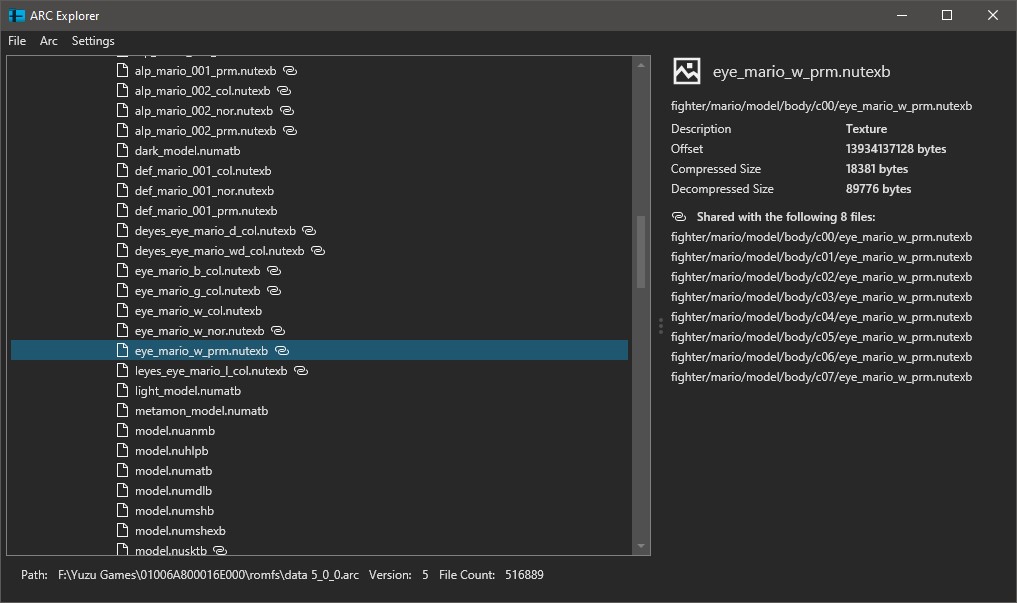 ARC Explorer
File Arc Settings
alp_mario_001_prm.nutexb
alp_mario_002_col.nutexb
alp_mario_002_nor.nutexb
alp_mario_002_prm.nutexb
dark_model.numatb
def_mario_001_col.nutexb
def_mario_001_nor.nutexb
def_mario_001_prm.nutexb
deyes_eye_mario_d_col.nutexb
deyes_eye_mario_wd_col.nutexb
eye_mario_b_col.nutexb
eye_mario_g_col.nutexb
eye_mario_w_col.nutexb
eye_mario_w_nor.nutexb
eye_mario_w_prm.nutexb
leyes_eye_mario_l_col.nutexb
light_model.numatb
metamon_model.numatb
model.nuanmb
model.nuhlpb
model.numatb
model.numdlb
model.numshb
model.numshexb
model.nusktb
eye_mario_w_prm.nutexb
fighter/mario/model/body/c00/eye_mario_w_prm.nutexb
Description Texture
Offset 13934137128 bytes
Compressed Size 18381 bytes
Decompressed Size 89776 bytes
Shared with the following 8 files:
fighter/mario/model/body/c00/eye_mario_w_prm.nutexb
fighter/mario/model/body/c01/eye_mario_w_prm.nutexb
fighter/mario/model/body/c02/eye_mario_w_prm.nutexb
fighter/mario/model/body/c03/eye_mario_w_prm.nutexb
fighter/mario/model/body/c04/eye_mario_w_prm.nutexb
fighter/mario/model/body/c05/eye_mario_w_prm.nutexb
fighter/mario/model/body/c06/eye_mario_w_prm.nutexb
fighter/mario/model/body/c07/eye_mario_w_prm.nutexb
Path: F:\Yuzu Games\01006A800016E000\romfs\data 5_0_0.arc Version: 5 File Count: 516889